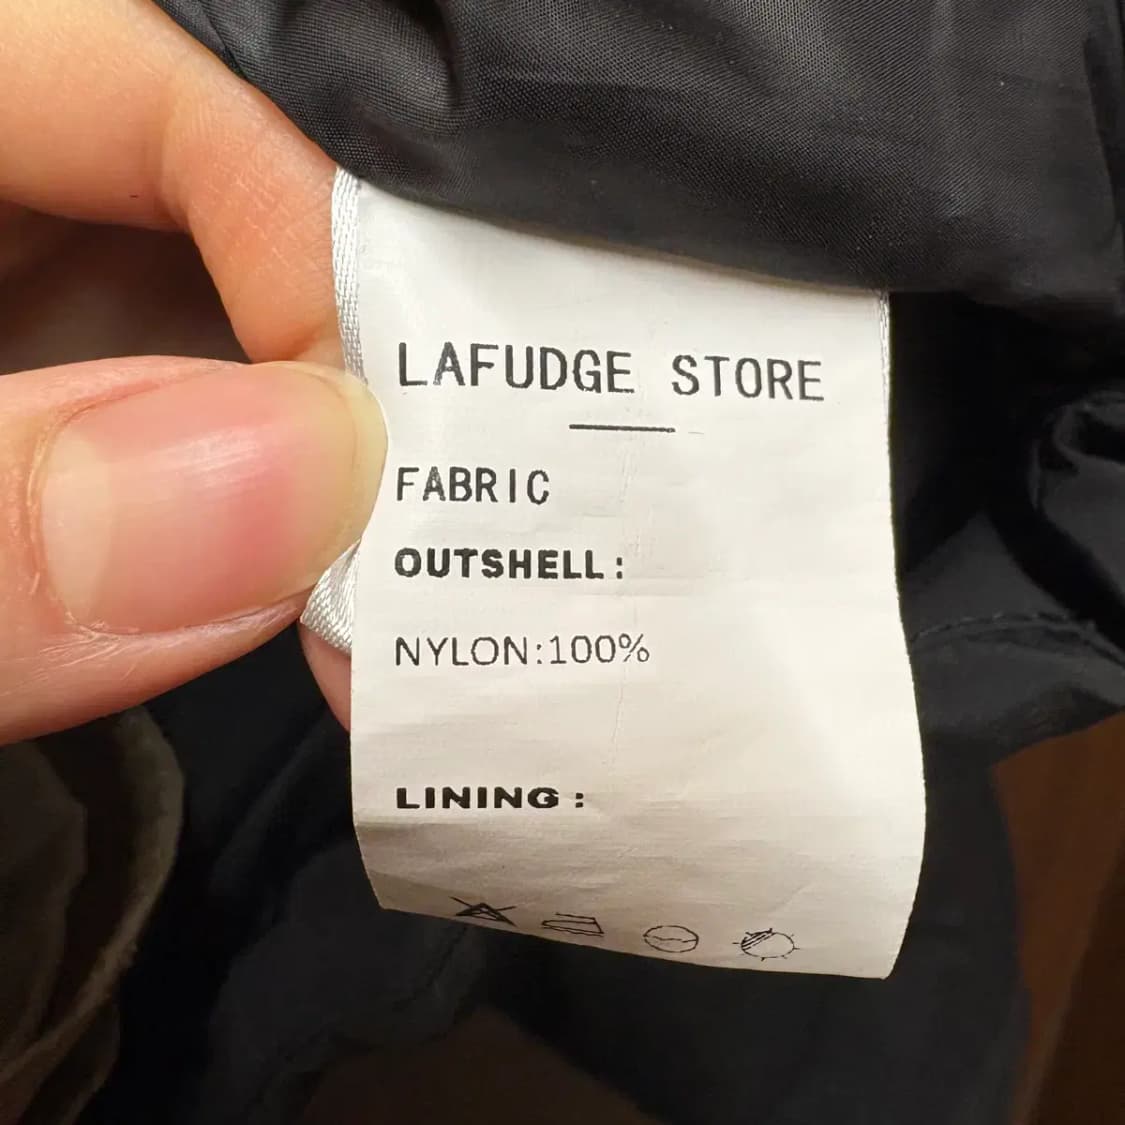 LAFUDGE STORE
FABRIC
OUTSHELL:
NYLON:100%
LINING: